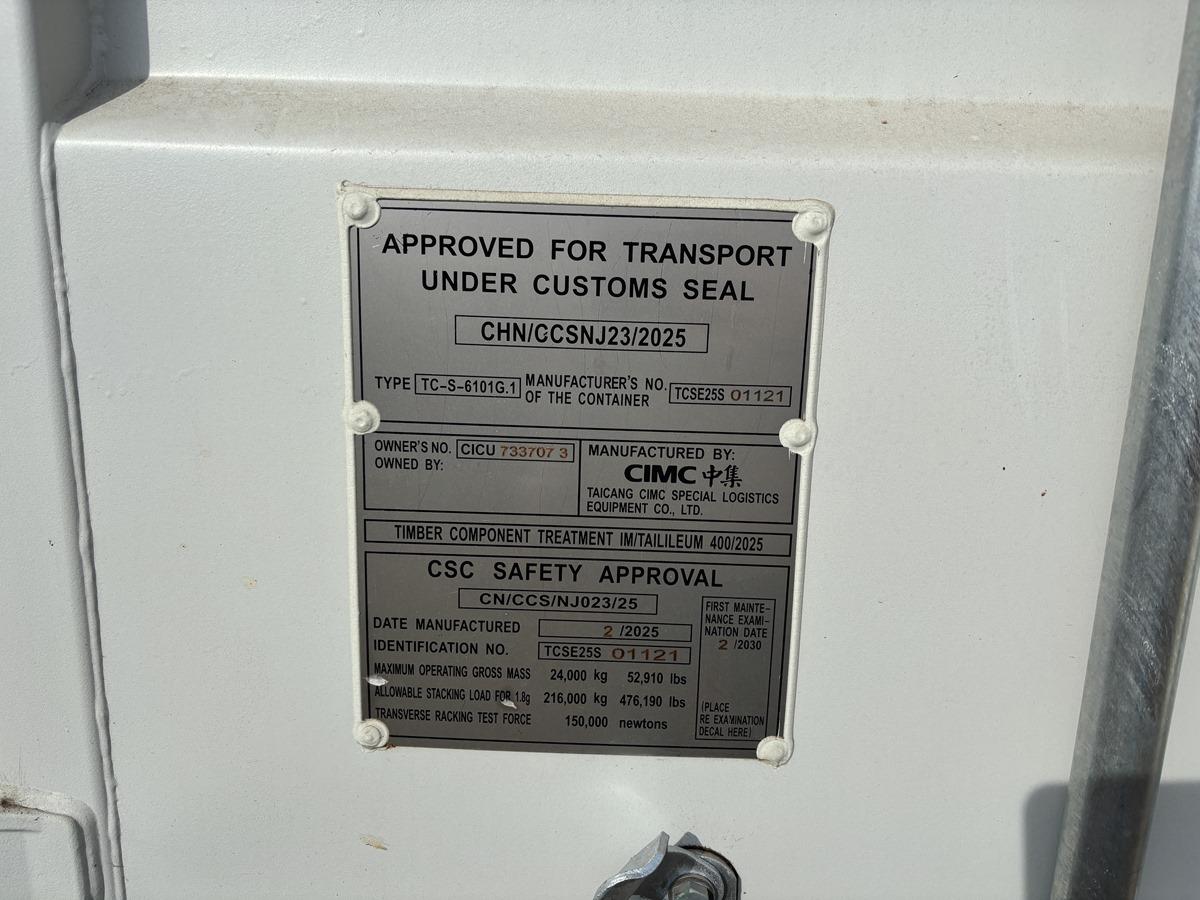 APPROVED FOR TRANSPORT
UNDER CUSTOMS SEAL
CHN/CCSNJ23/2025
TYPE TC-S-6101G.1 MANUFACTURER'S NO. OF THE CONTAINER TCSE25S 01121
OWNER'S NO. CICU 733707 3
OWNED BY:
MANUFACTURED BY:
CIMC 中集
TAICANG CIMC SPECIAL LOGISTICS
EQUIPMENT CO., LTD.
TIMBER COMPONENT TREATMENT IM/TAILILEUM 400/2025
CSC SAFETY APPROVAL
CN/CCS/NJ023/25
DATE MANUFACTURED 2 /2025
IDENTIFICATION NO. TCSE25S 01121
MAXIMUM OPERATING GROSS MASS 24,000 kg 52,910 lbs
ALLOWABLE STACKING LOAD FOR 1.8g 216,000 kg 476,190 lbs
TRANSVERSE RACKING TEST FORCE 150,000 newtons
FIRST MAINTE-
NANCE EXAMI-
NATION DATE
2 /2030
(PLACE
RE EXAMINATION
DECAL HERE)